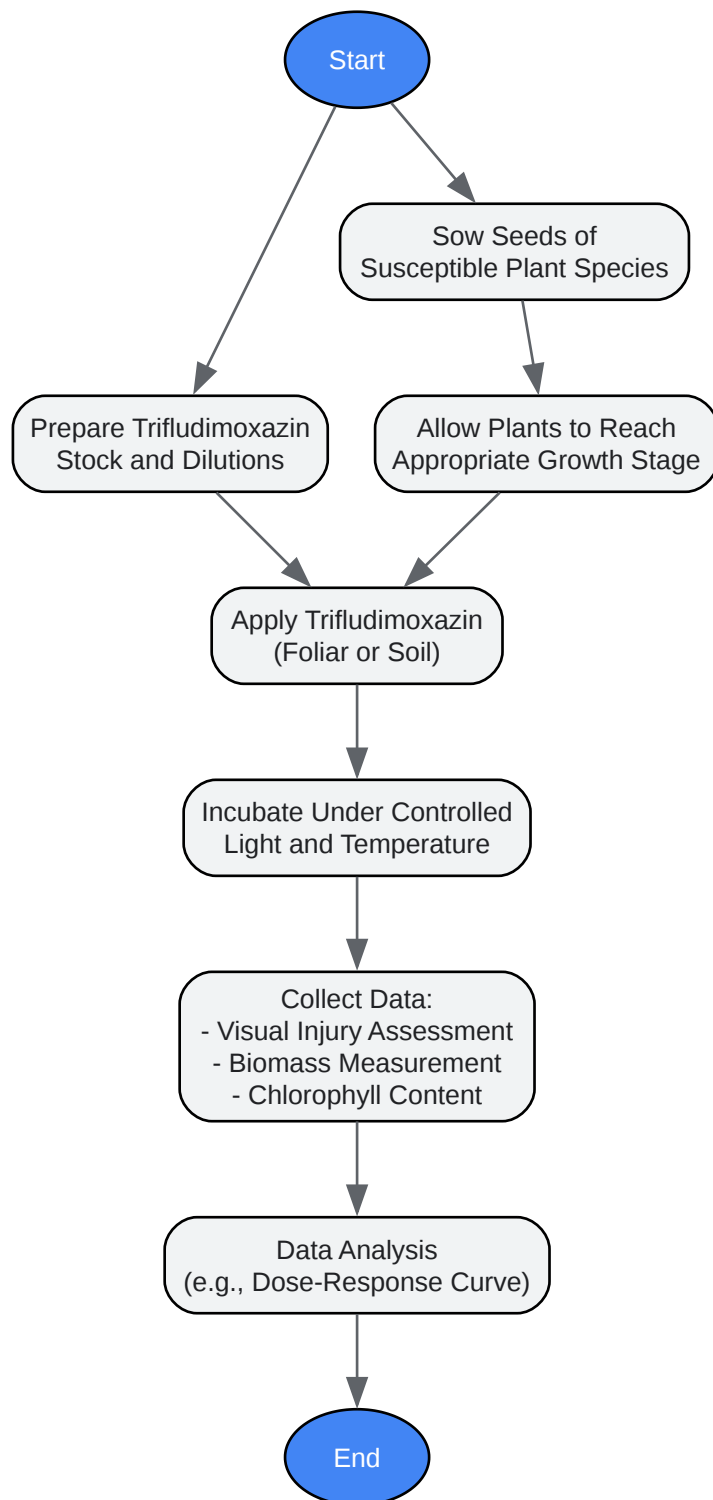 Start
Sow Seeds of
Susceptible Plant Species
Prepare Trifludimoxazin
Stock and Dilutions
Allow Plants to Reach
Appropriate Growth Stage
Apply Trifludimoxazin
(Foliar or Soil)
Incubate Under Controlled
Light and Temperature
Collect Data:
- Visual Injury Assessment
- Biomass Measurement
- Chlorophyll Content
Data Analysis
(e.g., Dose-Response Curve)
End